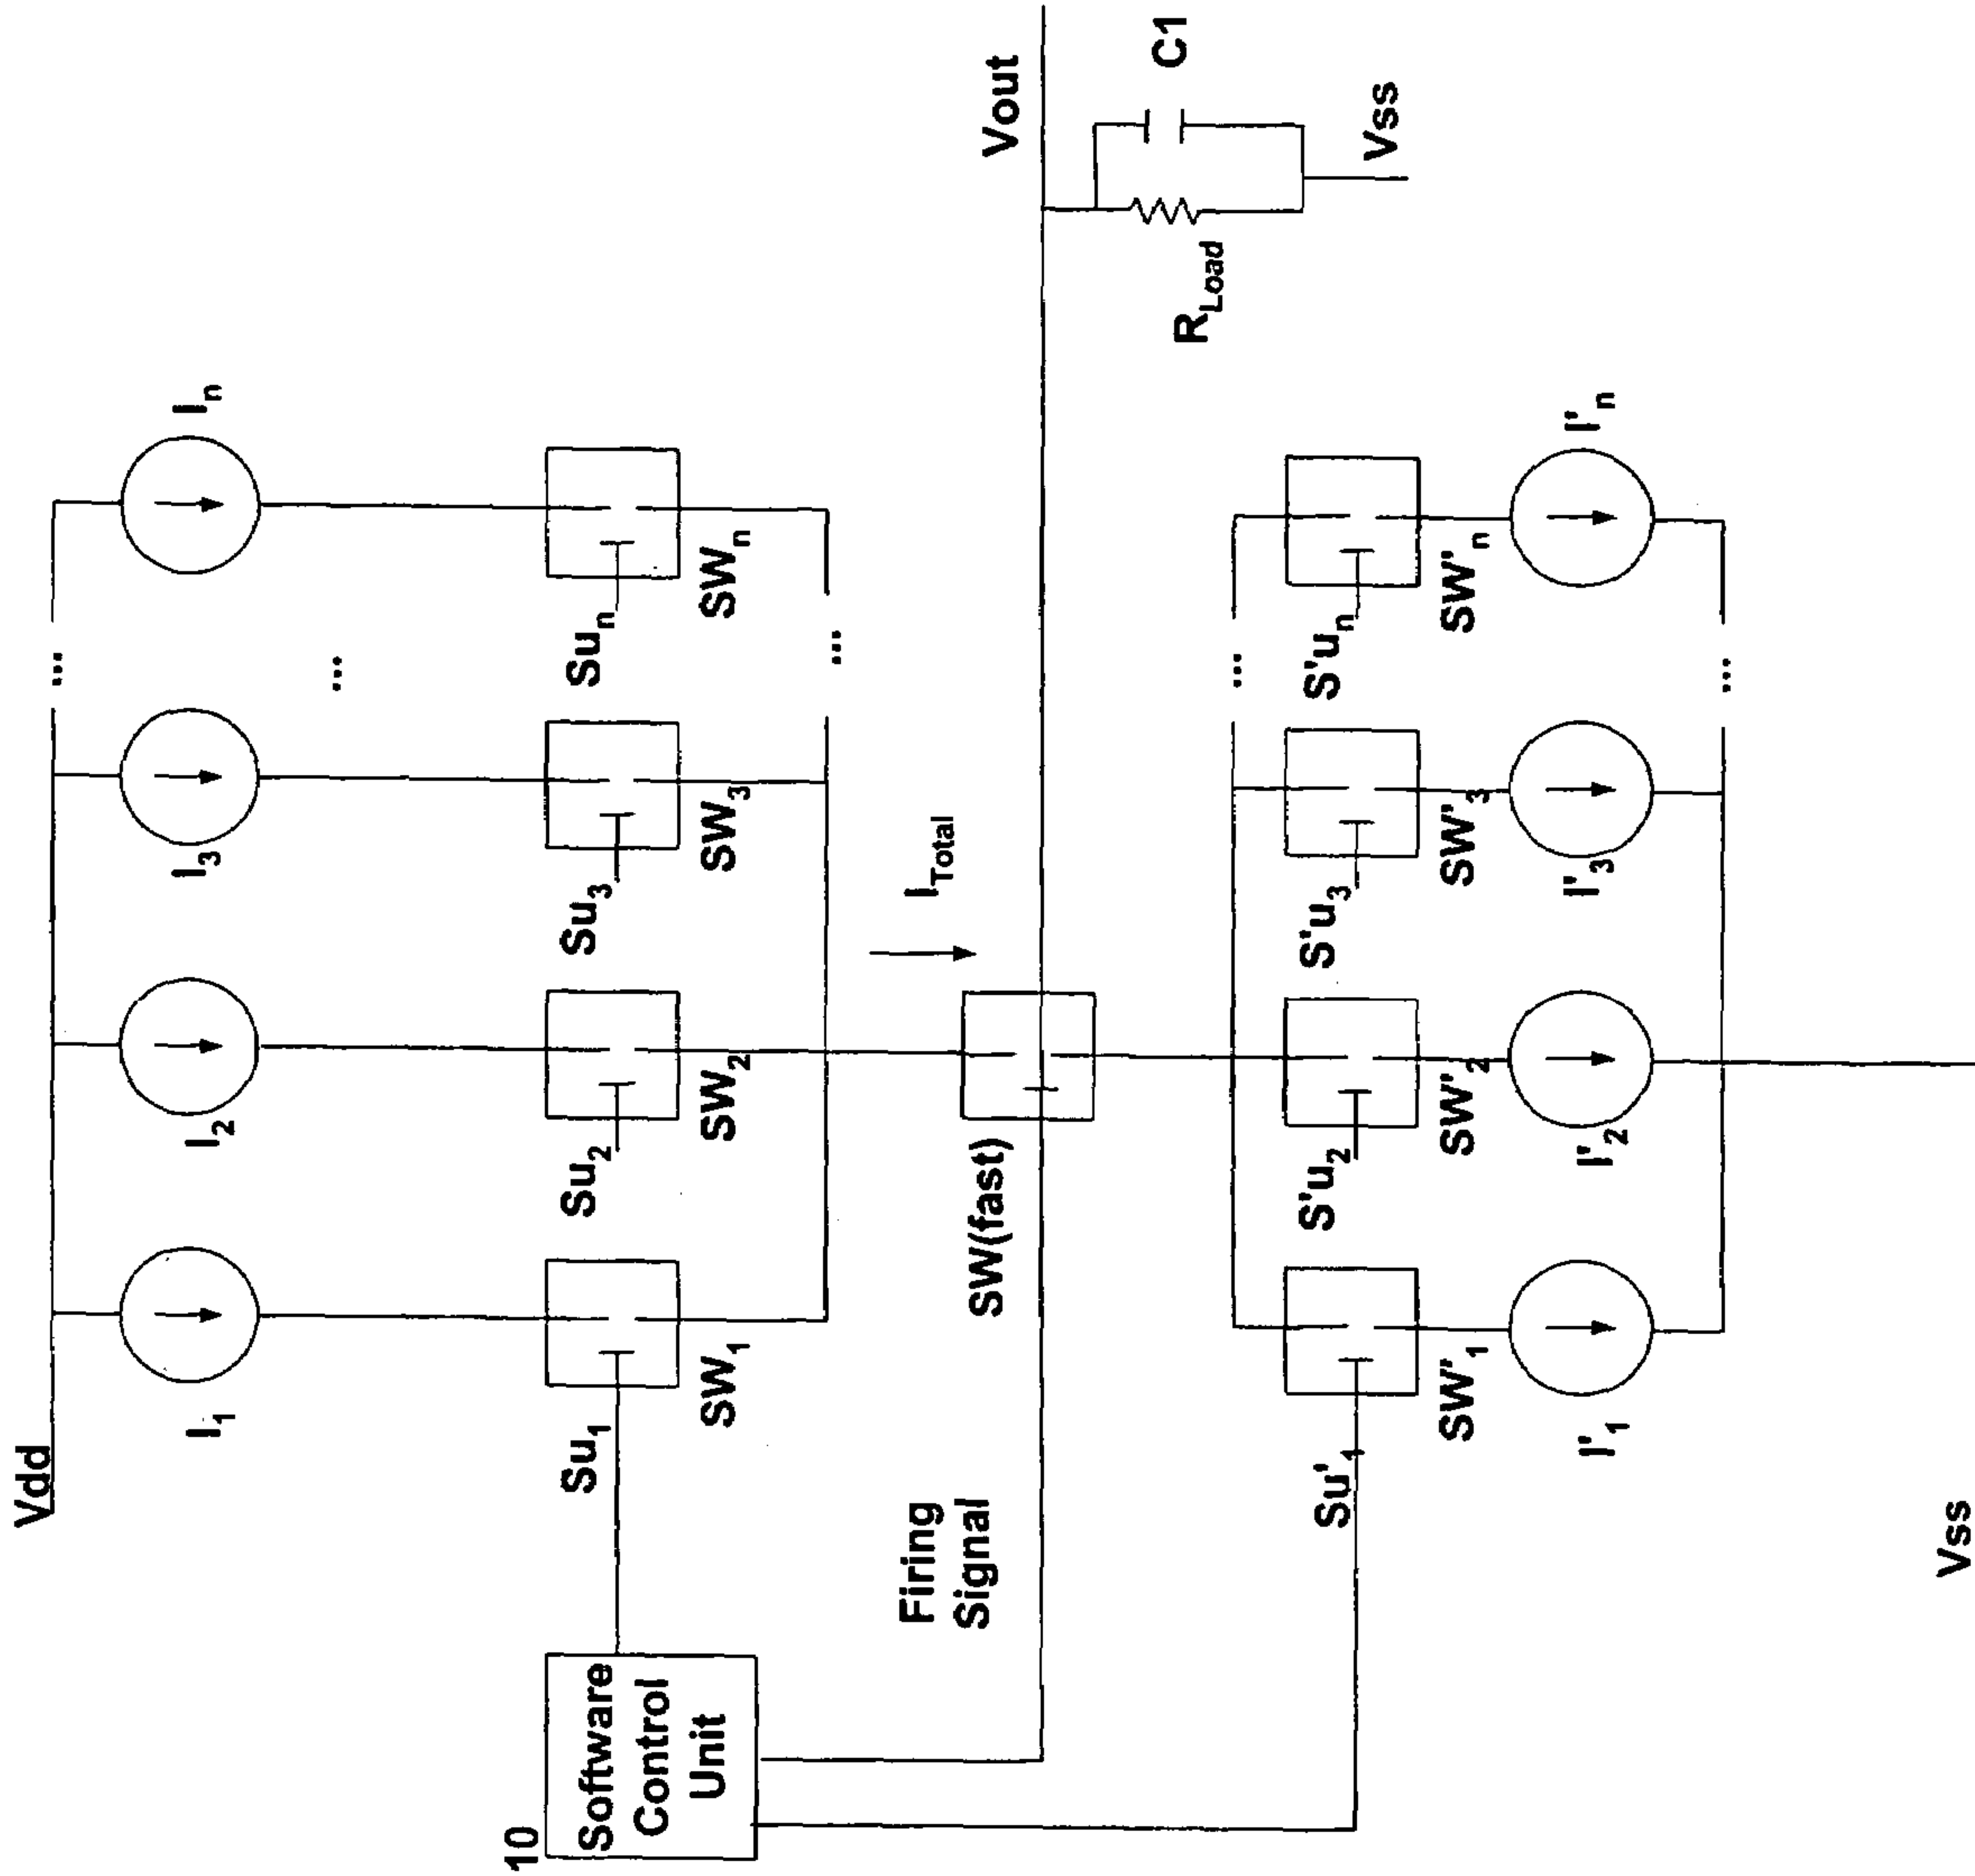 Vdd
I1
I2
I3
In
...
...
Su1
Su2
Su3
Sun
SW1
SW2
SW3
SWn
...
10
Software
Control
Unit
Firing
Signal
SW(fast)
ITotal
Vout
RLoad
C1
Vss
...
Su'1
S'u2
S'u3
S'un
SW'1
SW'2
SW'3
SW'n
I'1
I'2
I'3
I'n
...
Vss